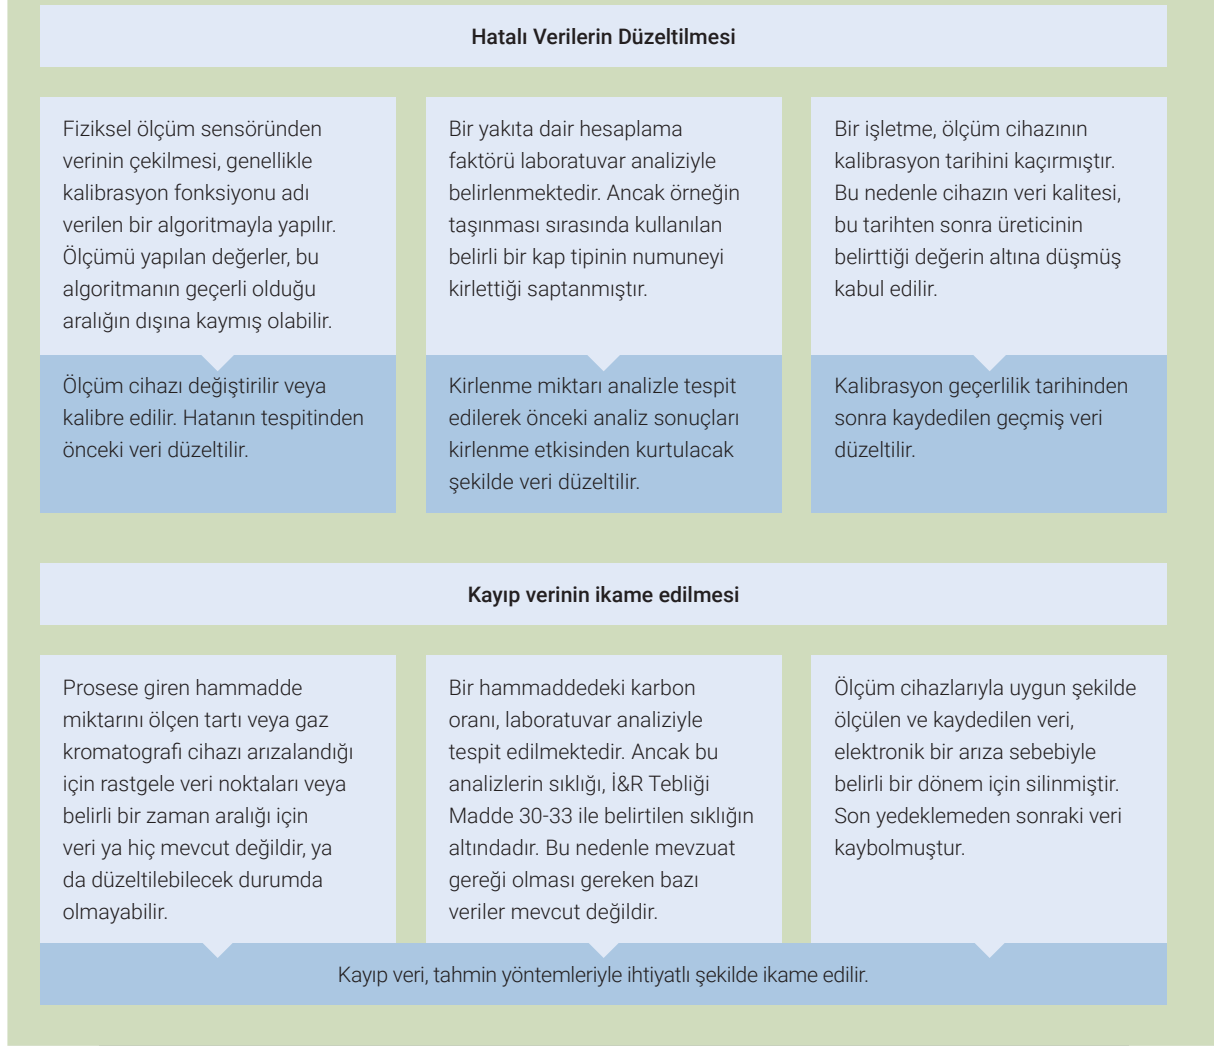 Hatalı Verilerin Düzeltilmesi
Fiziksel ölçüm sensöründen
verinin çekilmesi, genellikle
kalibrasyon fonksiyonu adı
verilen bir algoritmayla yapılır.
Ölçümü yapılan değerler, bu
algoritmanın geçerli olduğu
aralığın dışına kaymış olabilir.
Ölçüm cihazı değiştirilir veya
kalibre edilir. Hatanın tespitinden
önceki veri düzeltilir.
Bir yakıta dair hesaplama
faktörü laboratuvar analiziyle
belirlenmektedir. Ancak örneğin
taşınması sırasında kullanılan
belirli bir kap tipinin numuneyi
kirlettiği saptanmıştır.
Kirlenme miktarı analizle tespit
edilerek önceki analiz sonuçları
kirlenme etkisinden kurtulacak
şekilde veri düzeltilir.
Bir işletme, ölçüm cihazının
kalibrasyon tarihini kaçırmıştır.
Bu nedenle cihazın veri kalitesi,
bu tarihten sonra üreticinin
belirttiği değerin altına düşmüş
kabul edilir.
Kalibrasyon geçerlilik tarihinden
sonra kaydedilen geçmiş veri
düzeltilir.
Kayıp verinin ikame edilmesi
Prosese giren hammadde
miktarını ölçen tartı veya gaz
kromatografi cihazı arızalandığı
için rastgele veri noktaları veya
belirli bir zaman aralığı için
veri ya hiç mevcut değildir, ya
da düzeltilebilecek durumda
olmayabilir.
Bir hammaddedeki karbon
oranı, laboratuvar analiziyle
tespit edilmektedir. Ancak bu
analizlerin sıklığı, İ&R Tebliği
Madde 30-33 ile belirtilen sıklığın
altındadır. Bu nedenle mevzuat
gereği olması gereken bazı
veriler mevcut değildir.
Ölçüm cihazlarıyla uygun şekilde
ölçülen ve kaydedilen veri,
elektronik bir arıza sebebiyle
belirli bir dönem için silinmiştir.
Son yedeklemeden sonraki veri
kaybolmuştur.
Kayıp veri, tahmin yöntemleriyle ihtiyatlı şekilde ikame edilir.